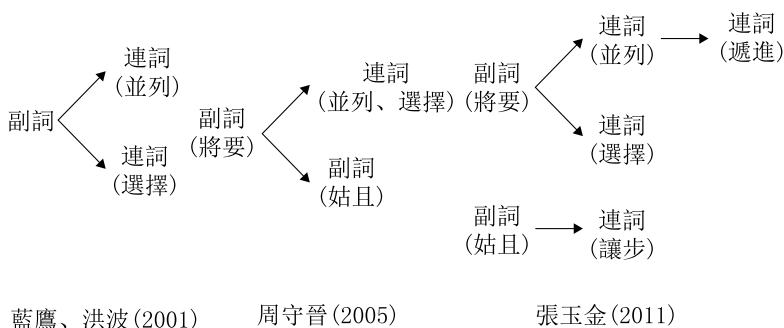 副詞
連詞
(並列)
連詞
(選擇)
藍鷹、洪波(2001)
副詞
(將要)
連詞
(並列、選擇)
副詞
(姑且)
周守晉(2005)
副詞
(將要)
連詞
(並列)
連詞
(遞進)
連詞
(選擇)
副詞
(姑且)
連詞
(讓步)
張玉金(2011)